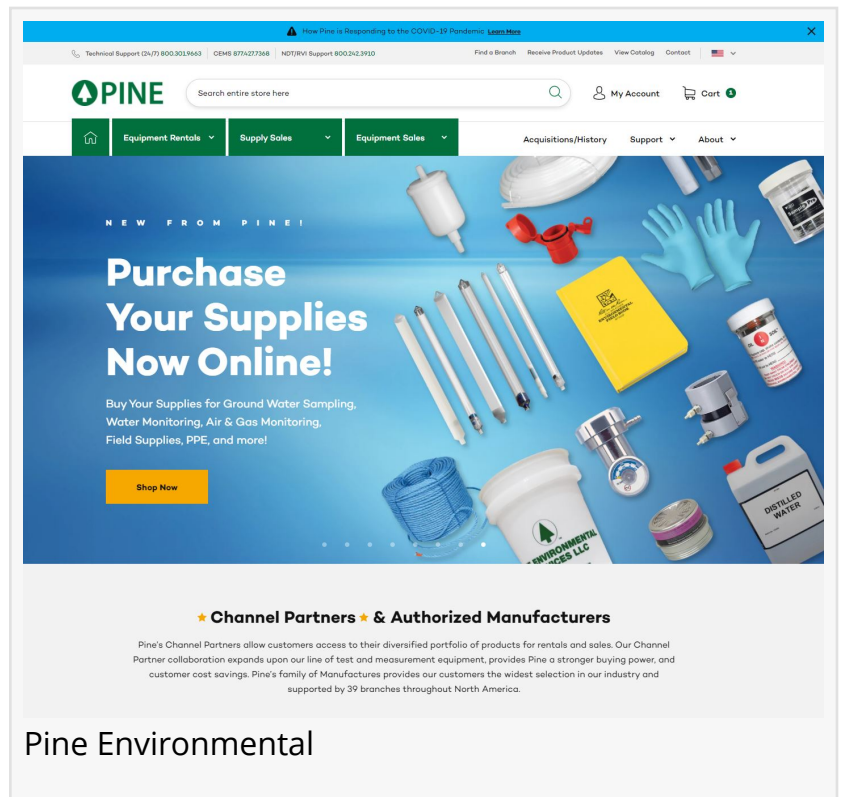 How Pine is Responding to the COVID-19 Pandemic Learn More
Technical Support (24/7) 800.301.9663 CEMS 877.427.7368 NDT/RVI Support 800.242.3910 Find a Branch Receive Product Updates View Catalog Contact
PINE Search entire store here My Account Cart 1
Equipment Rentals Supply Sales Equipment Sales Acquisitions/History Support About
NEW FROM PINE!
Purchase
Your Supplies
Now Online!
Buy Your Supplies for Ground Water Sampling,
Water Monitoring, Air & Gas Monitoring,
Field Supplies, PPE, and more!
Shop Now
DISTILLED
WATER
ENVIRONMENTAL
LLC
Channel Partners & Authorized Manufacturers
Pine's Channel Partners allow customers access to their diversified portfolio of products for rentals and sales. Our Channel
Partner collaboration expands upon our line of test and measurement equipment, provides Pine a stronger buying power, and
customer cost savings. Pine's family of Manufactures provides our customers the widest selection in our industry and
supported by 39 branches throughout North America.
Pine Environmental